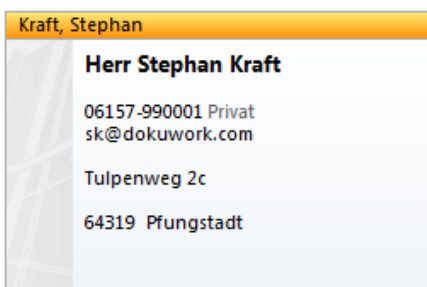 Kraft, Stephan
Herr Stephan Kraft
06157-990001 Privat
sk@dokuwork.com
Tulpenweg 2c
64319 Pfungstadt